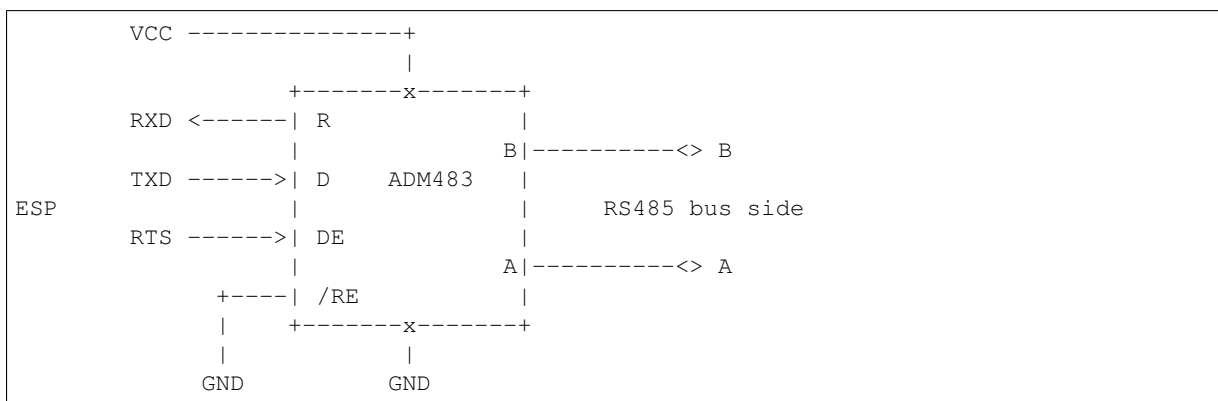 VCC ---------------+
|
+-------x-------+
RXD <------| R |
| B|----------<> B
TXD ------>| D ADM483 |
ESP | | RS485 bus side
RTS ------>| DE |
| A|----------<> A
+----| /RE |
| +-------x-------+
| |
GND GND